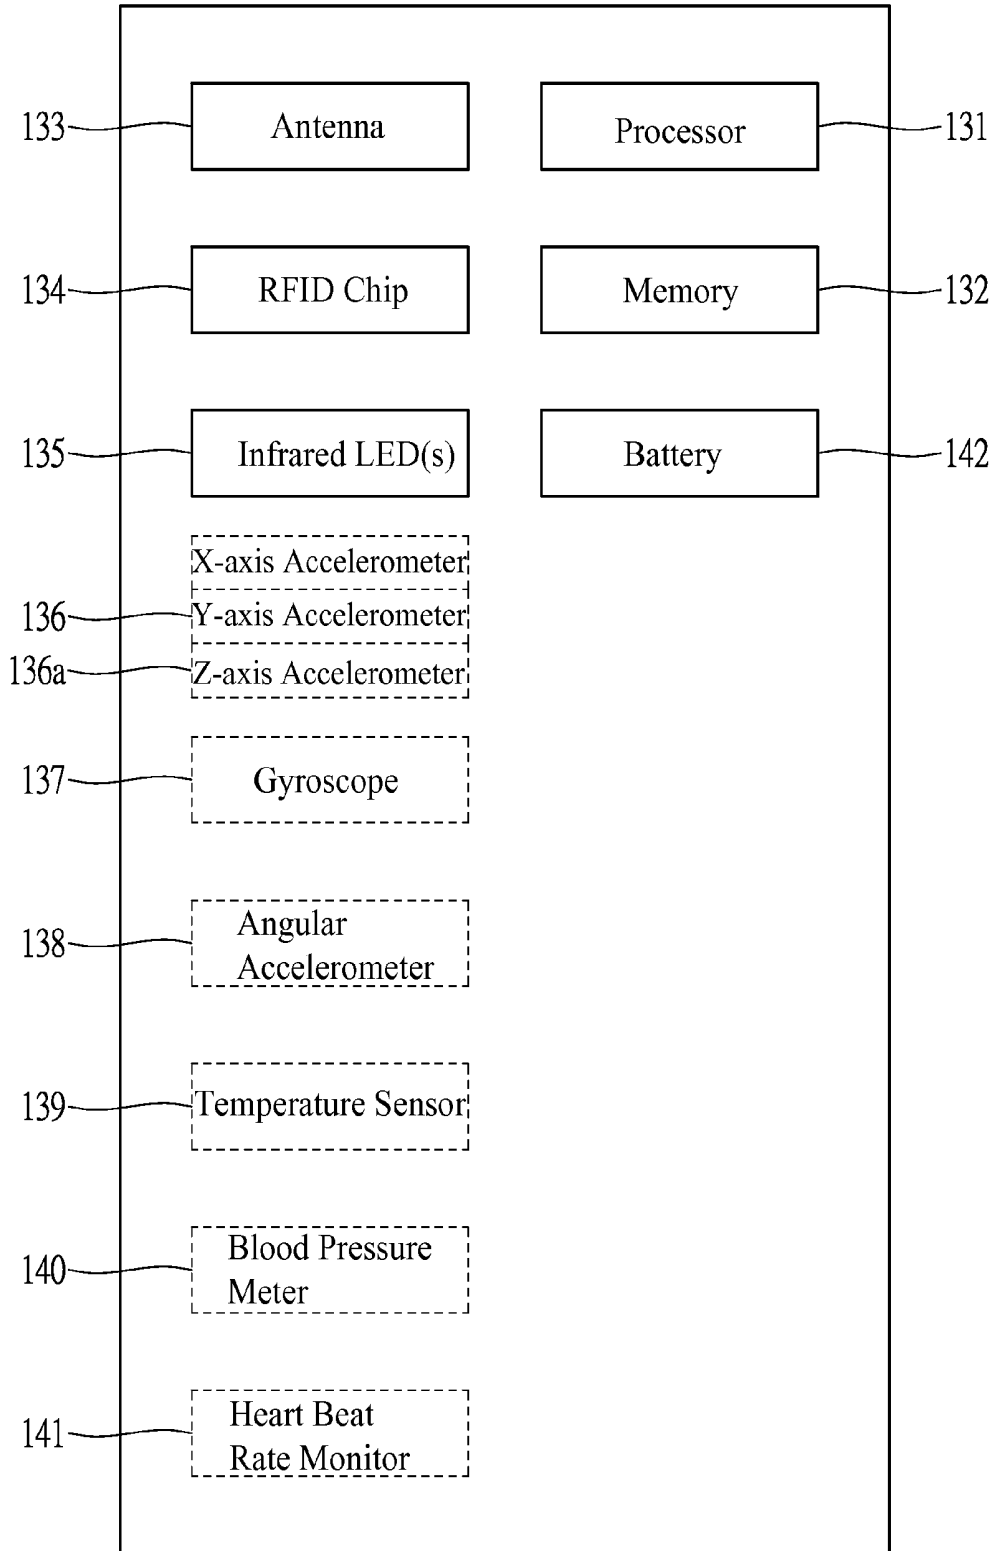 133 Antenna Processor 131
134 RFID Chip Memory 132
135 Infrared LED(s) Battery 142
X-axis Accelerometer
136 Y-axis Accelerometer
136a Z-axis Accelerometer
137 Gyroscope
138 Angular
Accelerometer
139 Temperature Sensor
140 Blood Pressure
Meter
141 Heart Beat
Rate Monitor